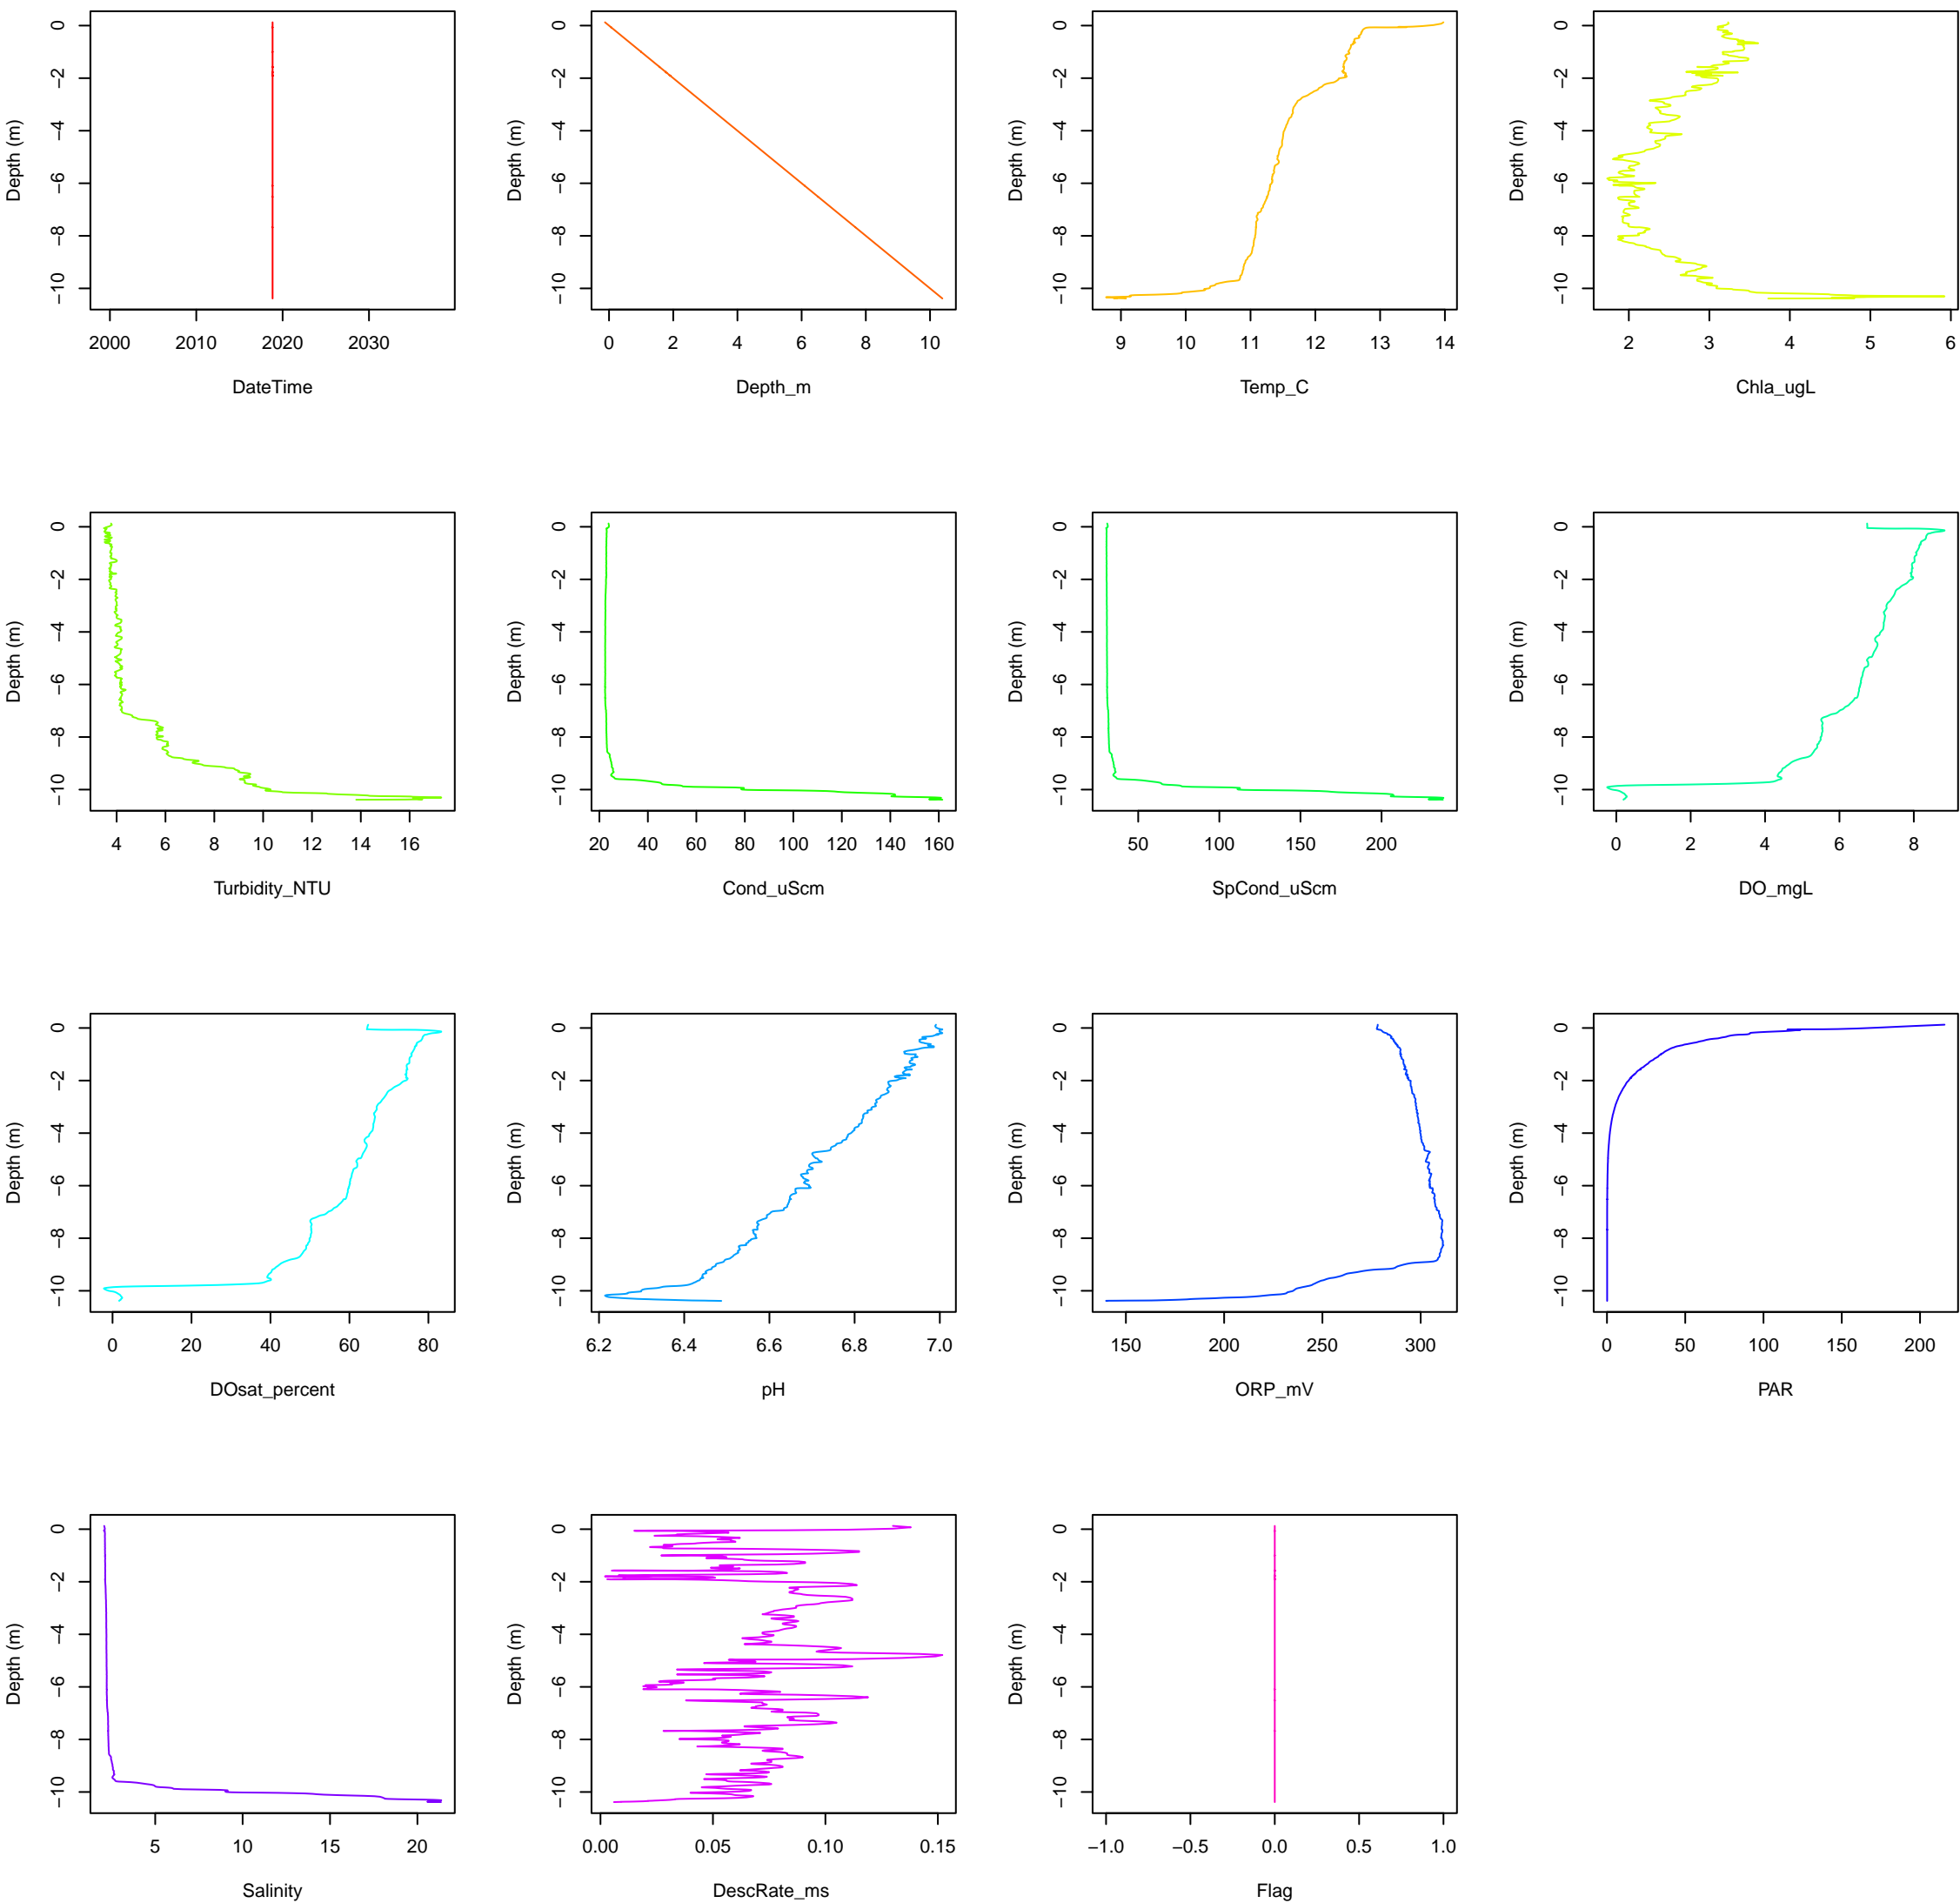 0 0 0 0
−2 −2 −2 −2
−4 −4 −4 −4
Depth (m) Depth (m) Depth (m) Depth (m)
−6 −6 −6 −6
−8 −8 −8 −8
−10 −10 −10 −10
2000 2010 2020 2030 0 2 4 6 8 10 9 10 11 12 13 14 2 3 4 5 6
DateTime Depth_m Temp_C Chla_ugL
0 0 0 0
−2 −2 −2 −2
−4 −4 −4 −4
Depth (m) Depth (m) Depth (m) Depth (m)
−6 −6 −6 −6
−8 −8 −8 −8
−10 −10 −10 −10
4 6 8 10 12 14 16 20 40 60 80 100 120 140 160 50 100 150 200 0 2 4 6 8
Turbidity_NTU Cond_uScm SpCond_uScm DO_mgL
0 0 0 0
−2 −2 −2 −2
−4 −4 −4 −4
Depth (m) Depth (m) Depth (m) Depth (m)
−6 −6 −6 −6
−8 −8 −8 −8
−10 −10 −10 −10
0 20 40 60 80 6.2 6.4 6.6 6.8 7.0 150 200 250 300 0 50 100 150 200
DOsat_percent pH ORP_mV PAR
0 0 0
−2 −2 −2
−4 −4 −4
Depth (m) Depth (m) Depth (m)
−6 −6 −6
−8 −8 −8
−10 −10 −10
5 10 15 20 0.00 0.05 0.10 0.15 −1.0 −0.5 0.0 0.5 1.0
Salinity DescRate_ms Flag